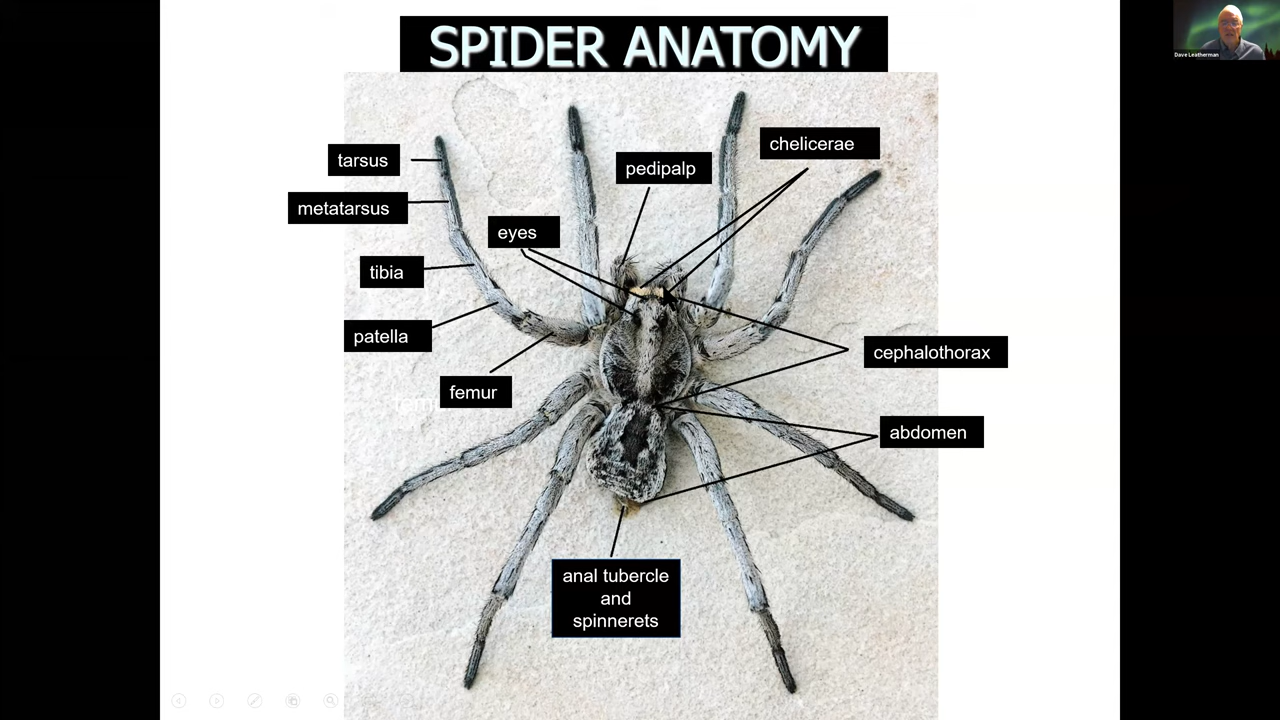 SPIDER ANATOMY
Dave Leatherman
chelicerae
tarsus
pedipalp
metatarsus
eyes
tibia
patella
cephalothorax
femur
abdomen
anal tubercle
and
spinnerets